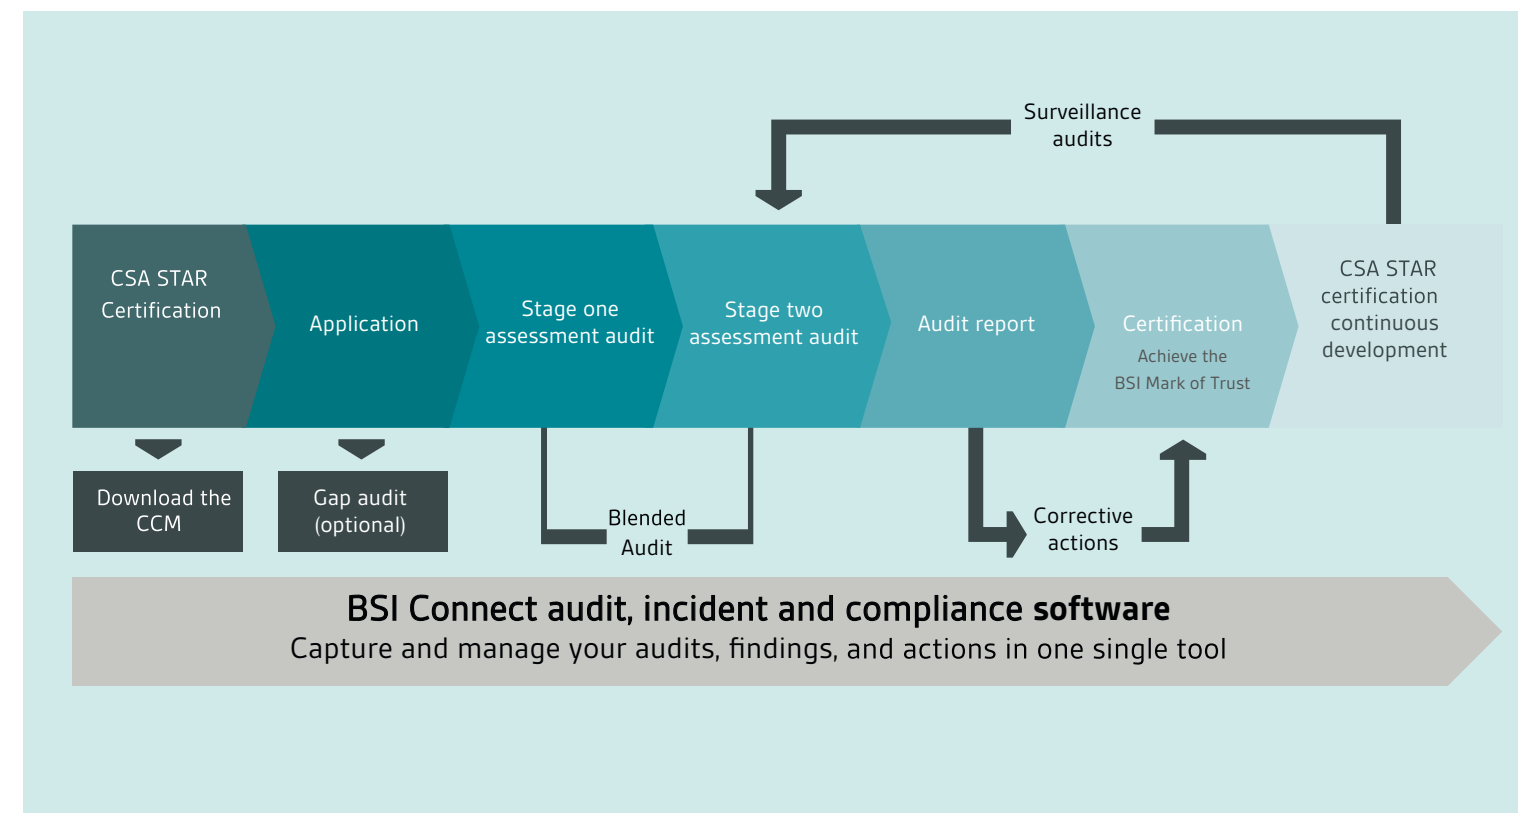 Surveillance
audits
CSA STAR
Certification
Application
Stage one
assessment audit
Stage two
assessment audit
Audit report
Certification
Achieve the
BSI Mark of Trust
CSA STAR
certification
continuous
development
Download the
CCM
Gap audit
(optional)
Blended
Audit
Corrective
actions
BSI Connect audit, incident and compliance software
Capture and manage your audits, findings, and actions in one single tool